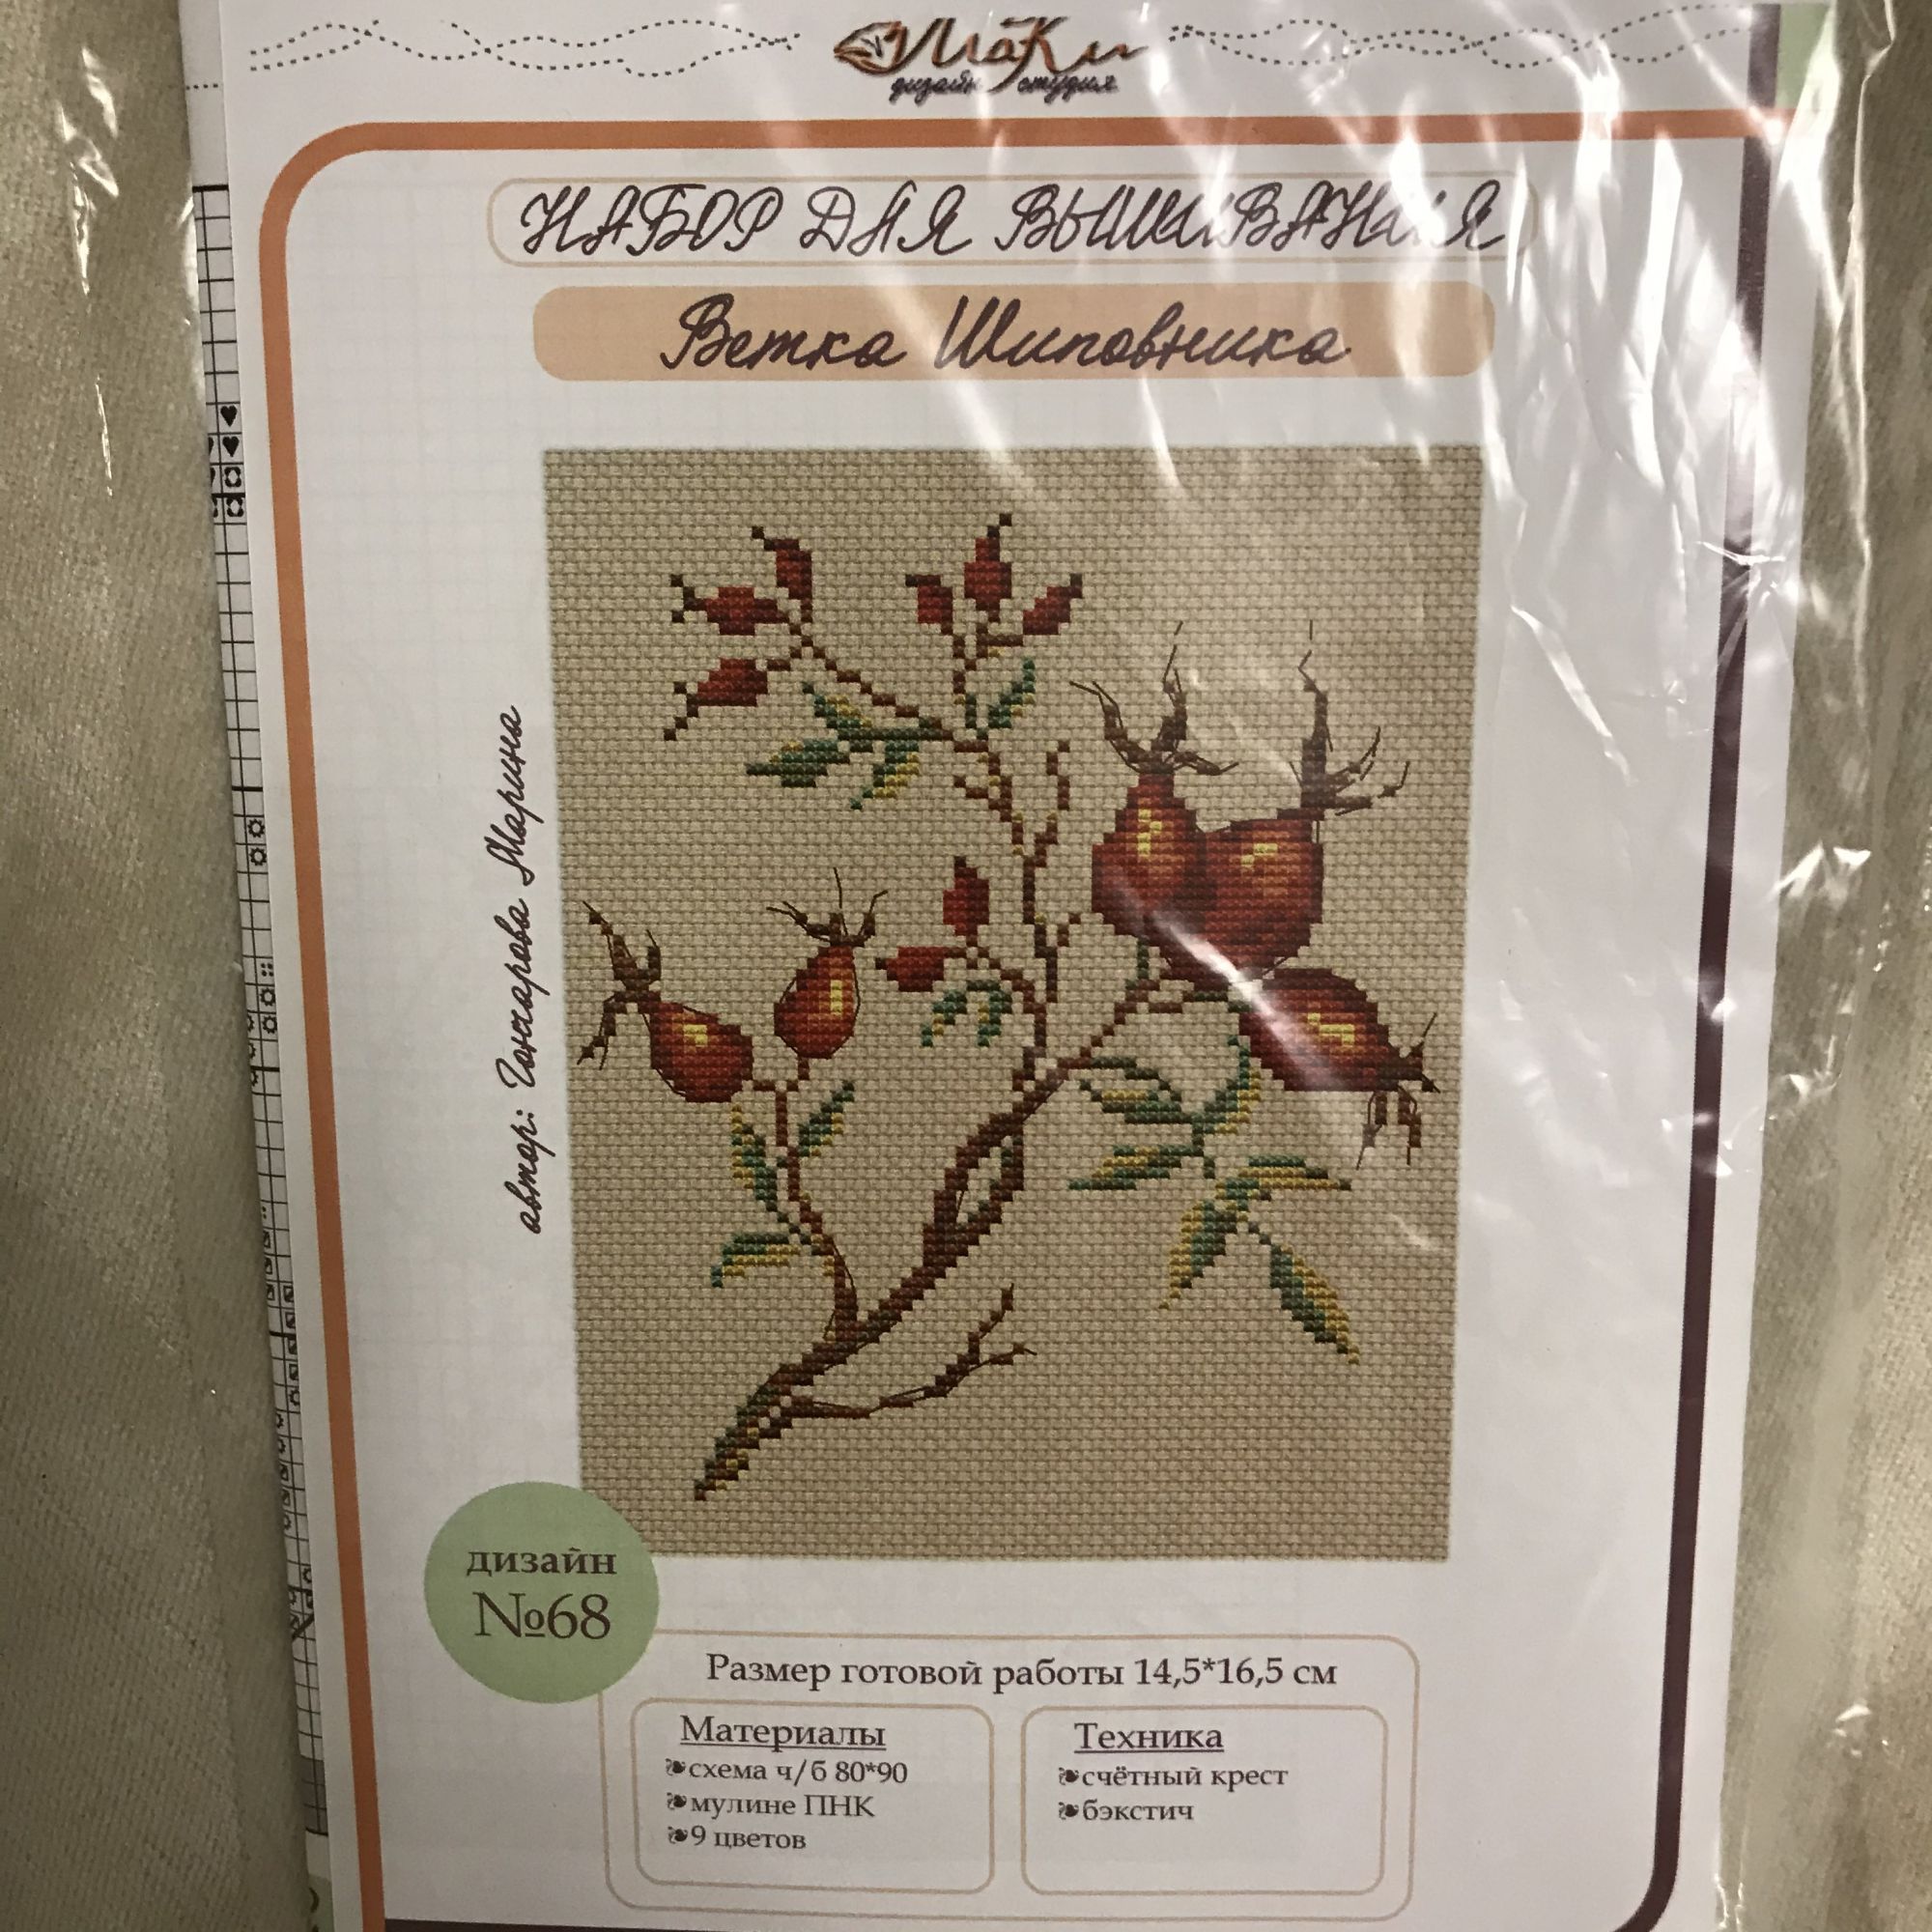 МаКи
дизайн студия
НАБОР ДЛЯ ВЫШИВАНИЯ
Ветка Шиповника
автор: Гончарова Марина
дизайн
№68
Размер готовой работы 14,5*16,5 см
Материалы
схема ч/б 80*90
мулине ПНК
9 цветов
Техника
счётный крест
бэкстич